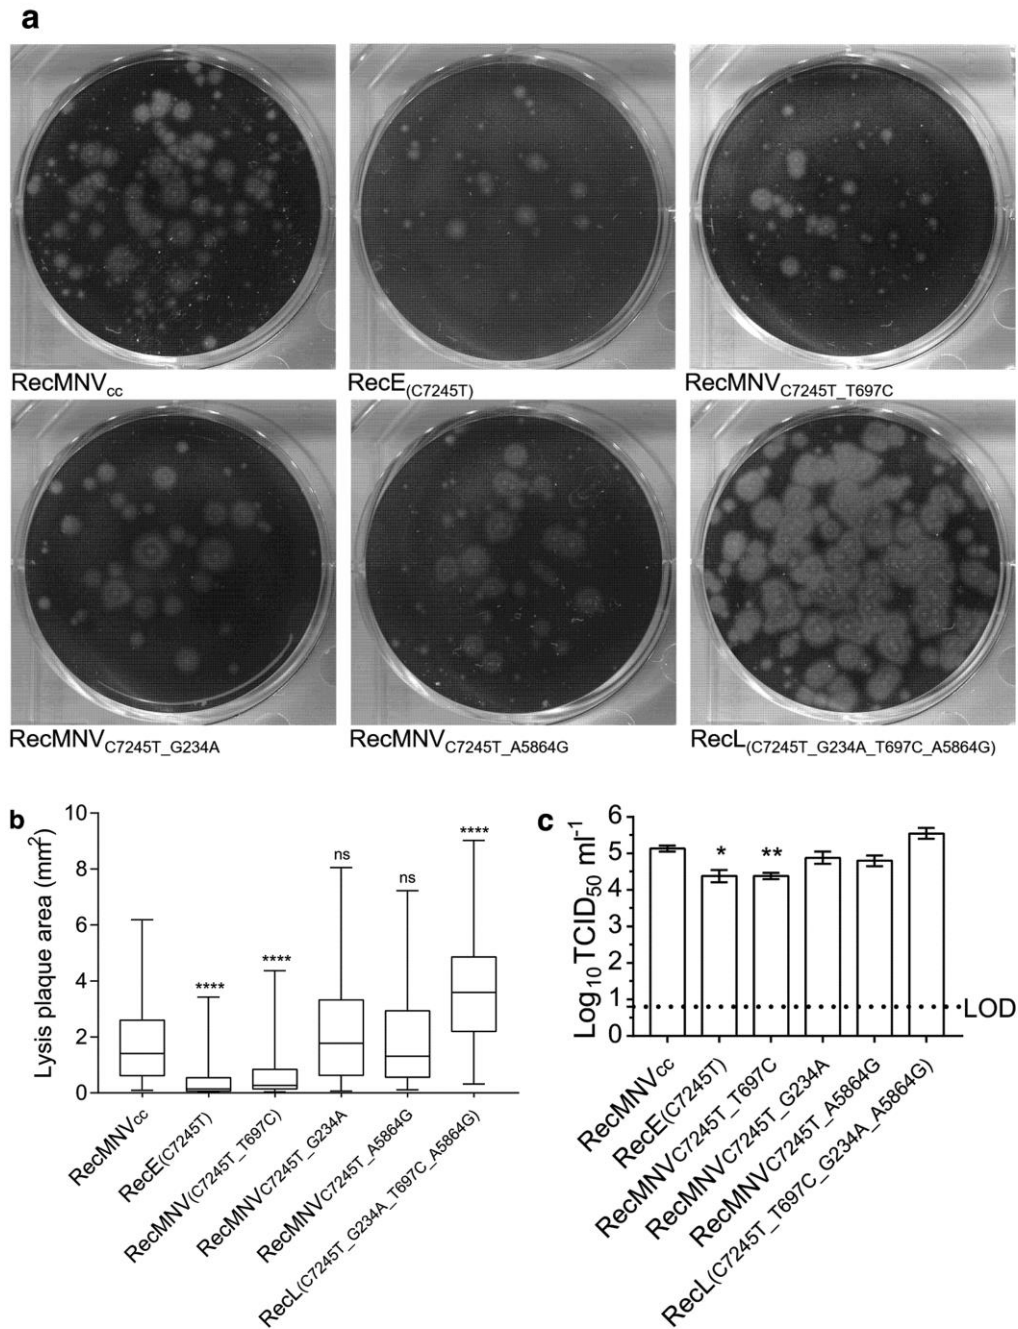 a
RecMNVcc
RecE(C7245T)
RecMNVC7245T_T697C
RecMNVC7245T_G234A
RecMNVC7245T_A5864G
RecL(C7245T_G234A_T697C_A5864G)
b
Lysis plaque area (mm2)
10
8
6
4
2
0
****
****
ns
ns
****
RecMNVcc
RecE(C7245T)
RecMNV(C7245T_T697C)
RecMNVC7245T_G234A
RecMNVC7245T_A5864G
RecL(C7245T_G234A_T697C_A5864G)
c
Log10TCID50 ml-1
6
5
4
3
2
1
0
*
**
LOD
RecMNVcc
RecE(C7245T)
RecMNVC7245T_T697C
RecMNVC7245T_G234A
RecMNVC7245T_A5864G
RecL(C7245T_T697C_G234A_A5864G)